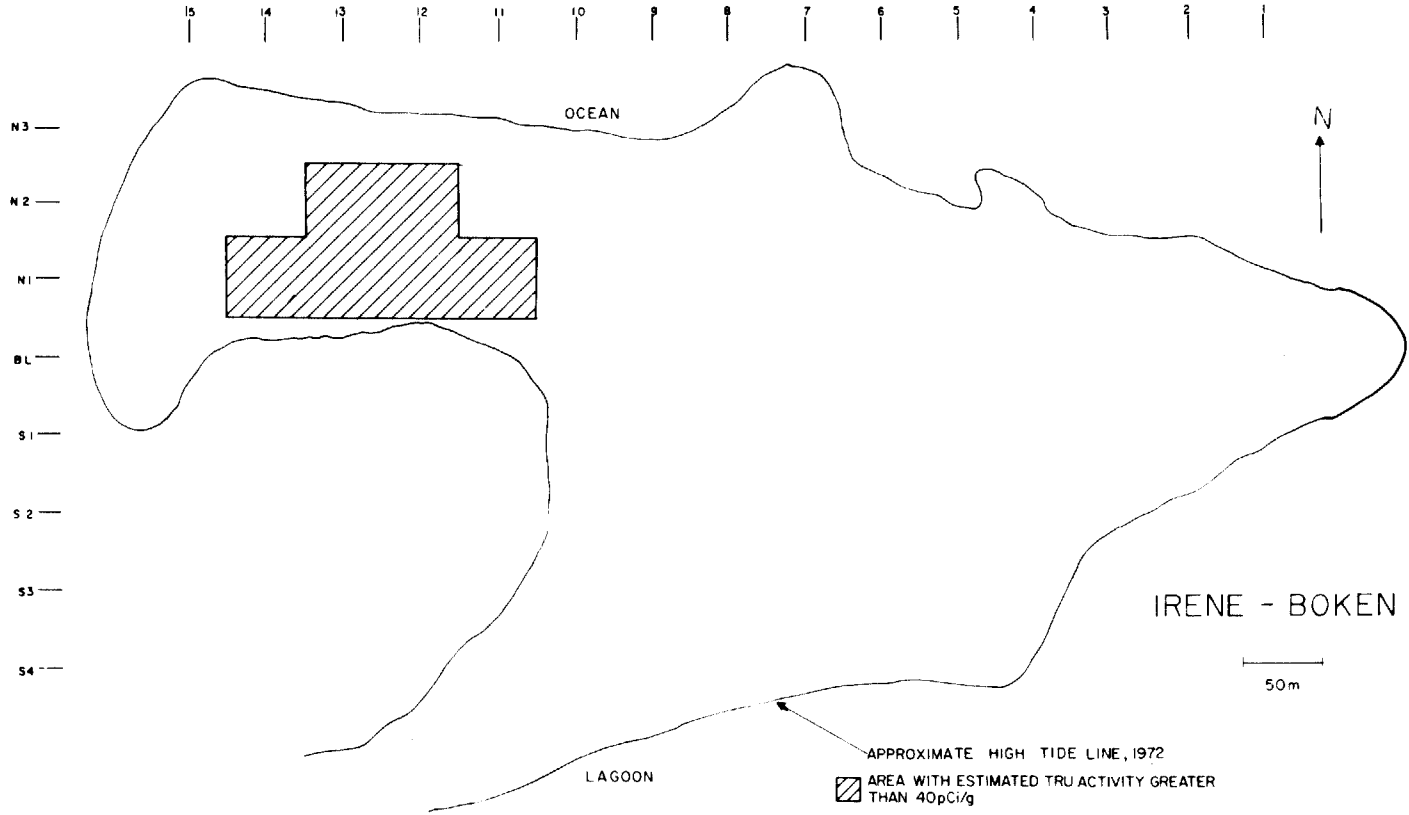 15 14 13 12 11 10 9 8 7 6 5 4 3 2 1
OCEAN
N
N3
N2
N1
BL
S1
S2
S3
S4
IRENE - BOKEN
50m
APPROXIMATE HIGH TIDE LINE, 1972
LAGOON
AREA WITH ESTIMATED TRU ACTIVITY GREATER
THAN 40pCi/g